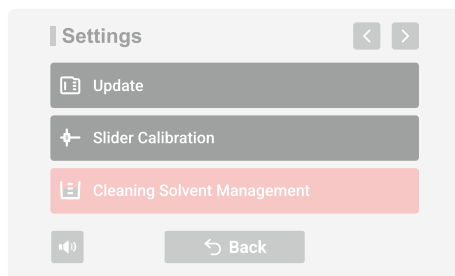 Settings
Update
Slider Calibration
Cleaning Solvent Management
Back